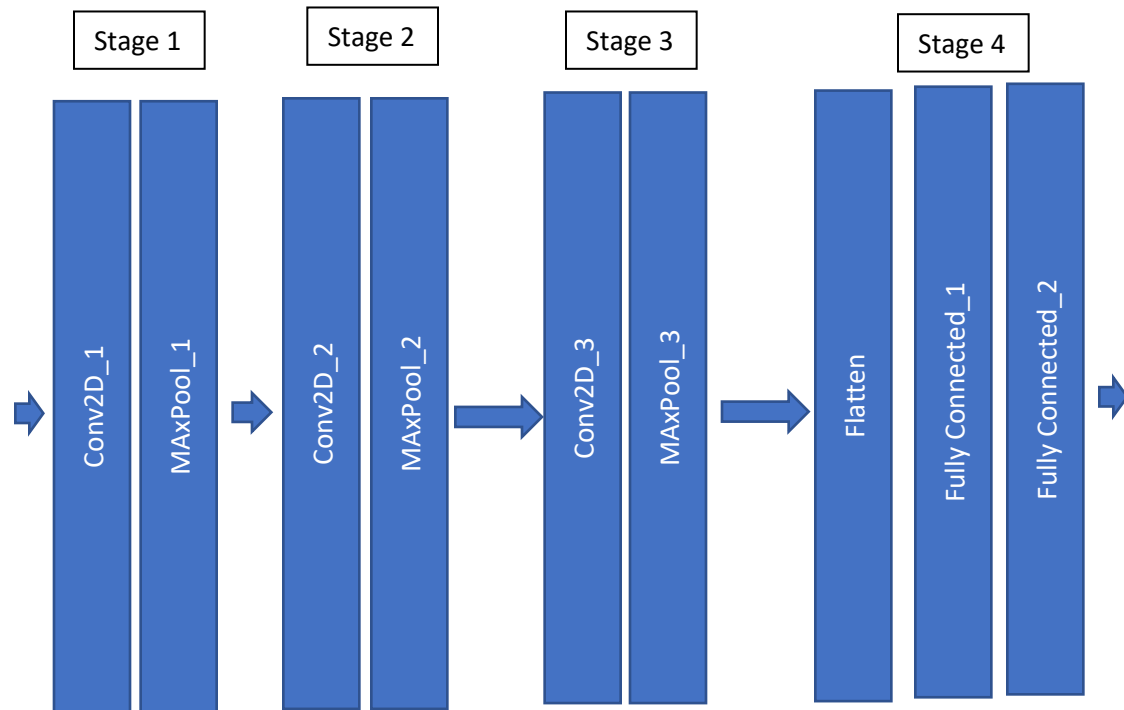 Stage 1
Stage 2
Stage 3
Stage 4
Conv2D_1
MAxPool_1
Conv2D_2
MAxPool_2
Conv2D_3
MAxPool_3
Flatten
Fully Connected_1
Fully Connected_2